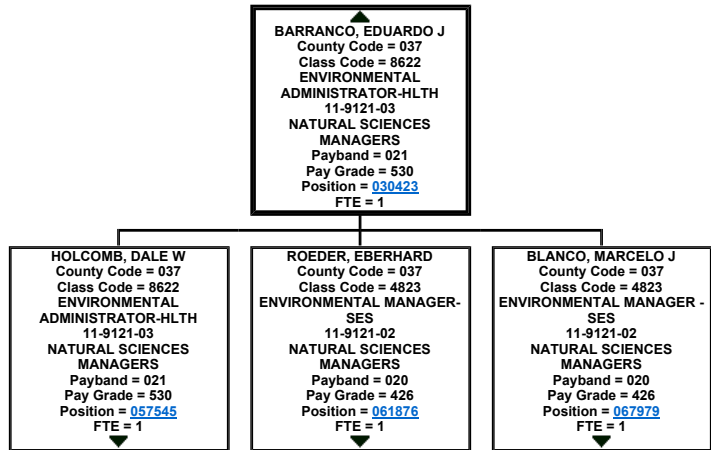 BARRANCO, EDUARDO J
County Code = 037
Class Code = 8622
ENVIRONMENTAL
ADMINISTRATOR-HLTH
11-9121-03
NATURAL SCIENCES
MANAGERS
Payband = 021
Pay Grade = 530
Position = 030423
FTE = 1
HOLCOMB, DALE W
County Code = 037
Class Code = 8622
ENVIRONMENTAL
ADMINISTRATOR-HLTH
11-9121-03
NATURAL SCIENCES
MANAGERS
Payband = 021
Pay Grade = 530
Position = 057545
FTE = 1
ROEDER, EBERHARD
County Code = 037
Class Code = 4823
ENVIRONMENTAL MANAGER-
SES
11-9121-02
NATURAL SCIENCES
MANAGERS
Payband = 020
Pay Grade = 426
Position = 061876
FTE = 1
BLANCO, MARCELO J
County Code = 037
Class Code = 4823
ENVIRONMENTAL MANAGER -
SES
11-9121-02
NATURAL SCIENCES
MANAGERS
Payband = 020
Pay Grade = 426
Position = 067979
FTE = 1